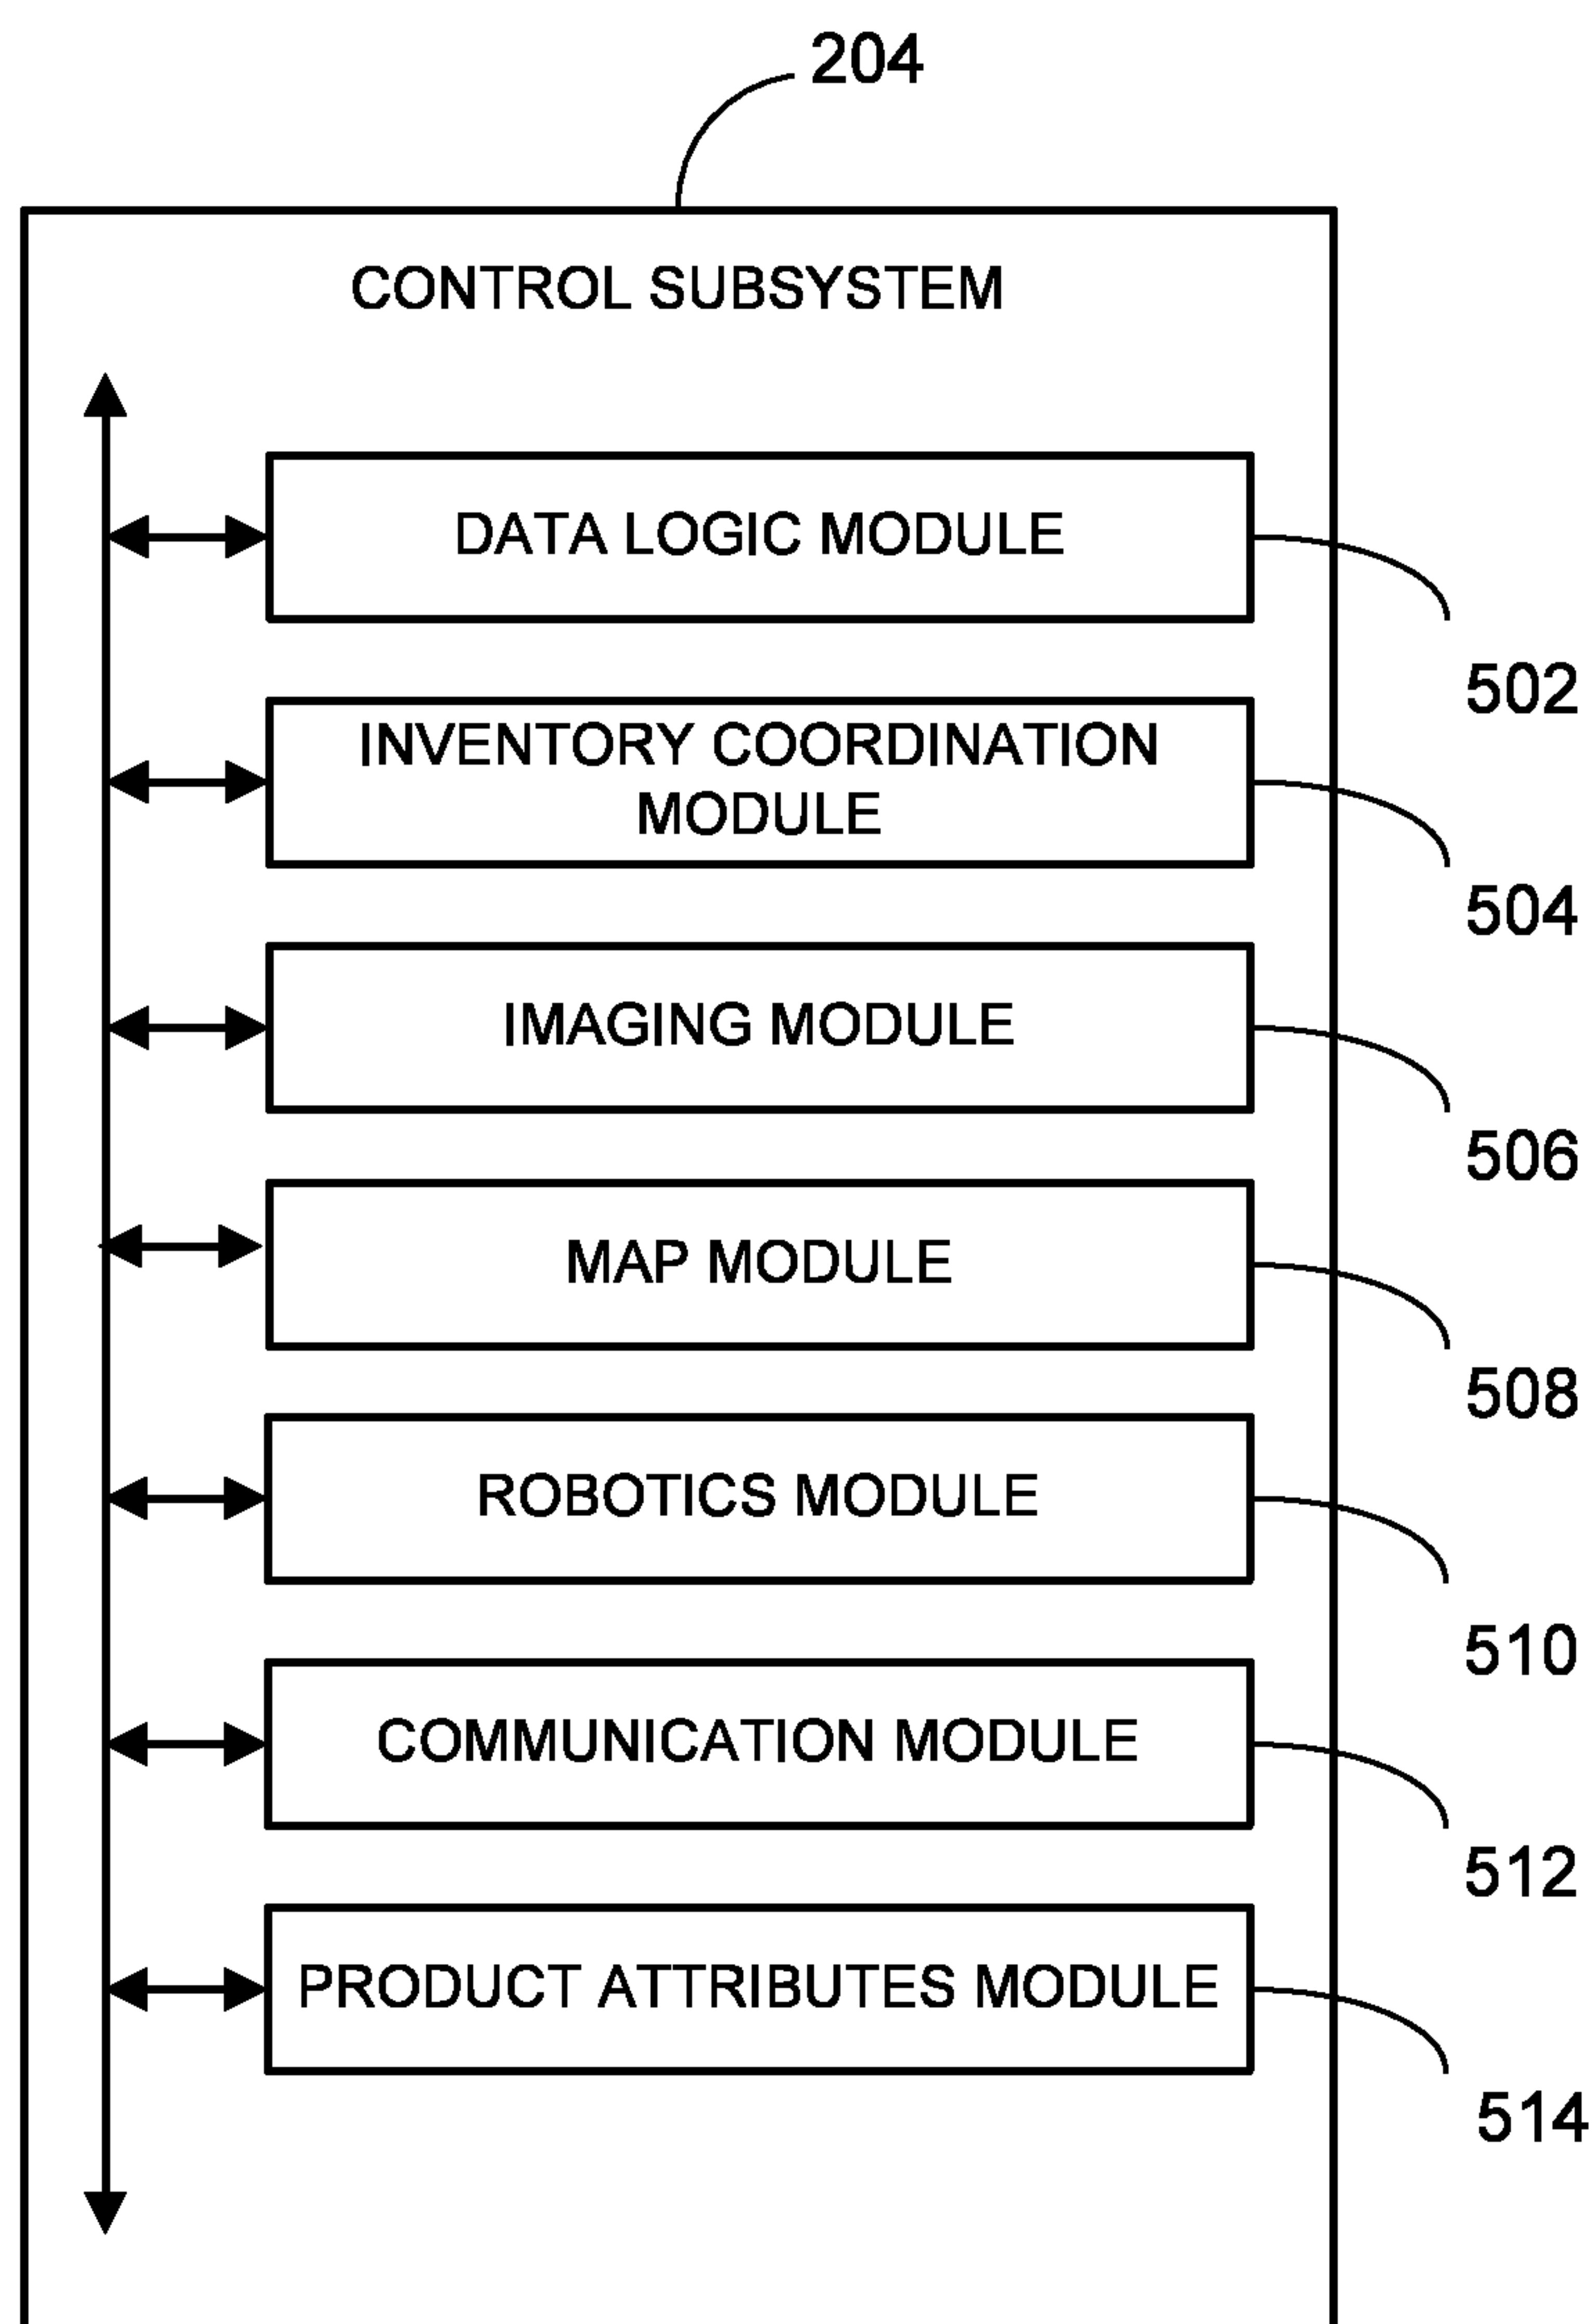 204
CONTROL SUBSYSTEM
DATA LOGIC MODULE
502
INVENTORY COORDINATION
MODULE
504
IMAGING MODULE
506
MAP MODULE
508
ROBOTICS MODULE
510
COMMUNICATION MODULE
512
PRODUCT ATTRIBUTES MODULE
514